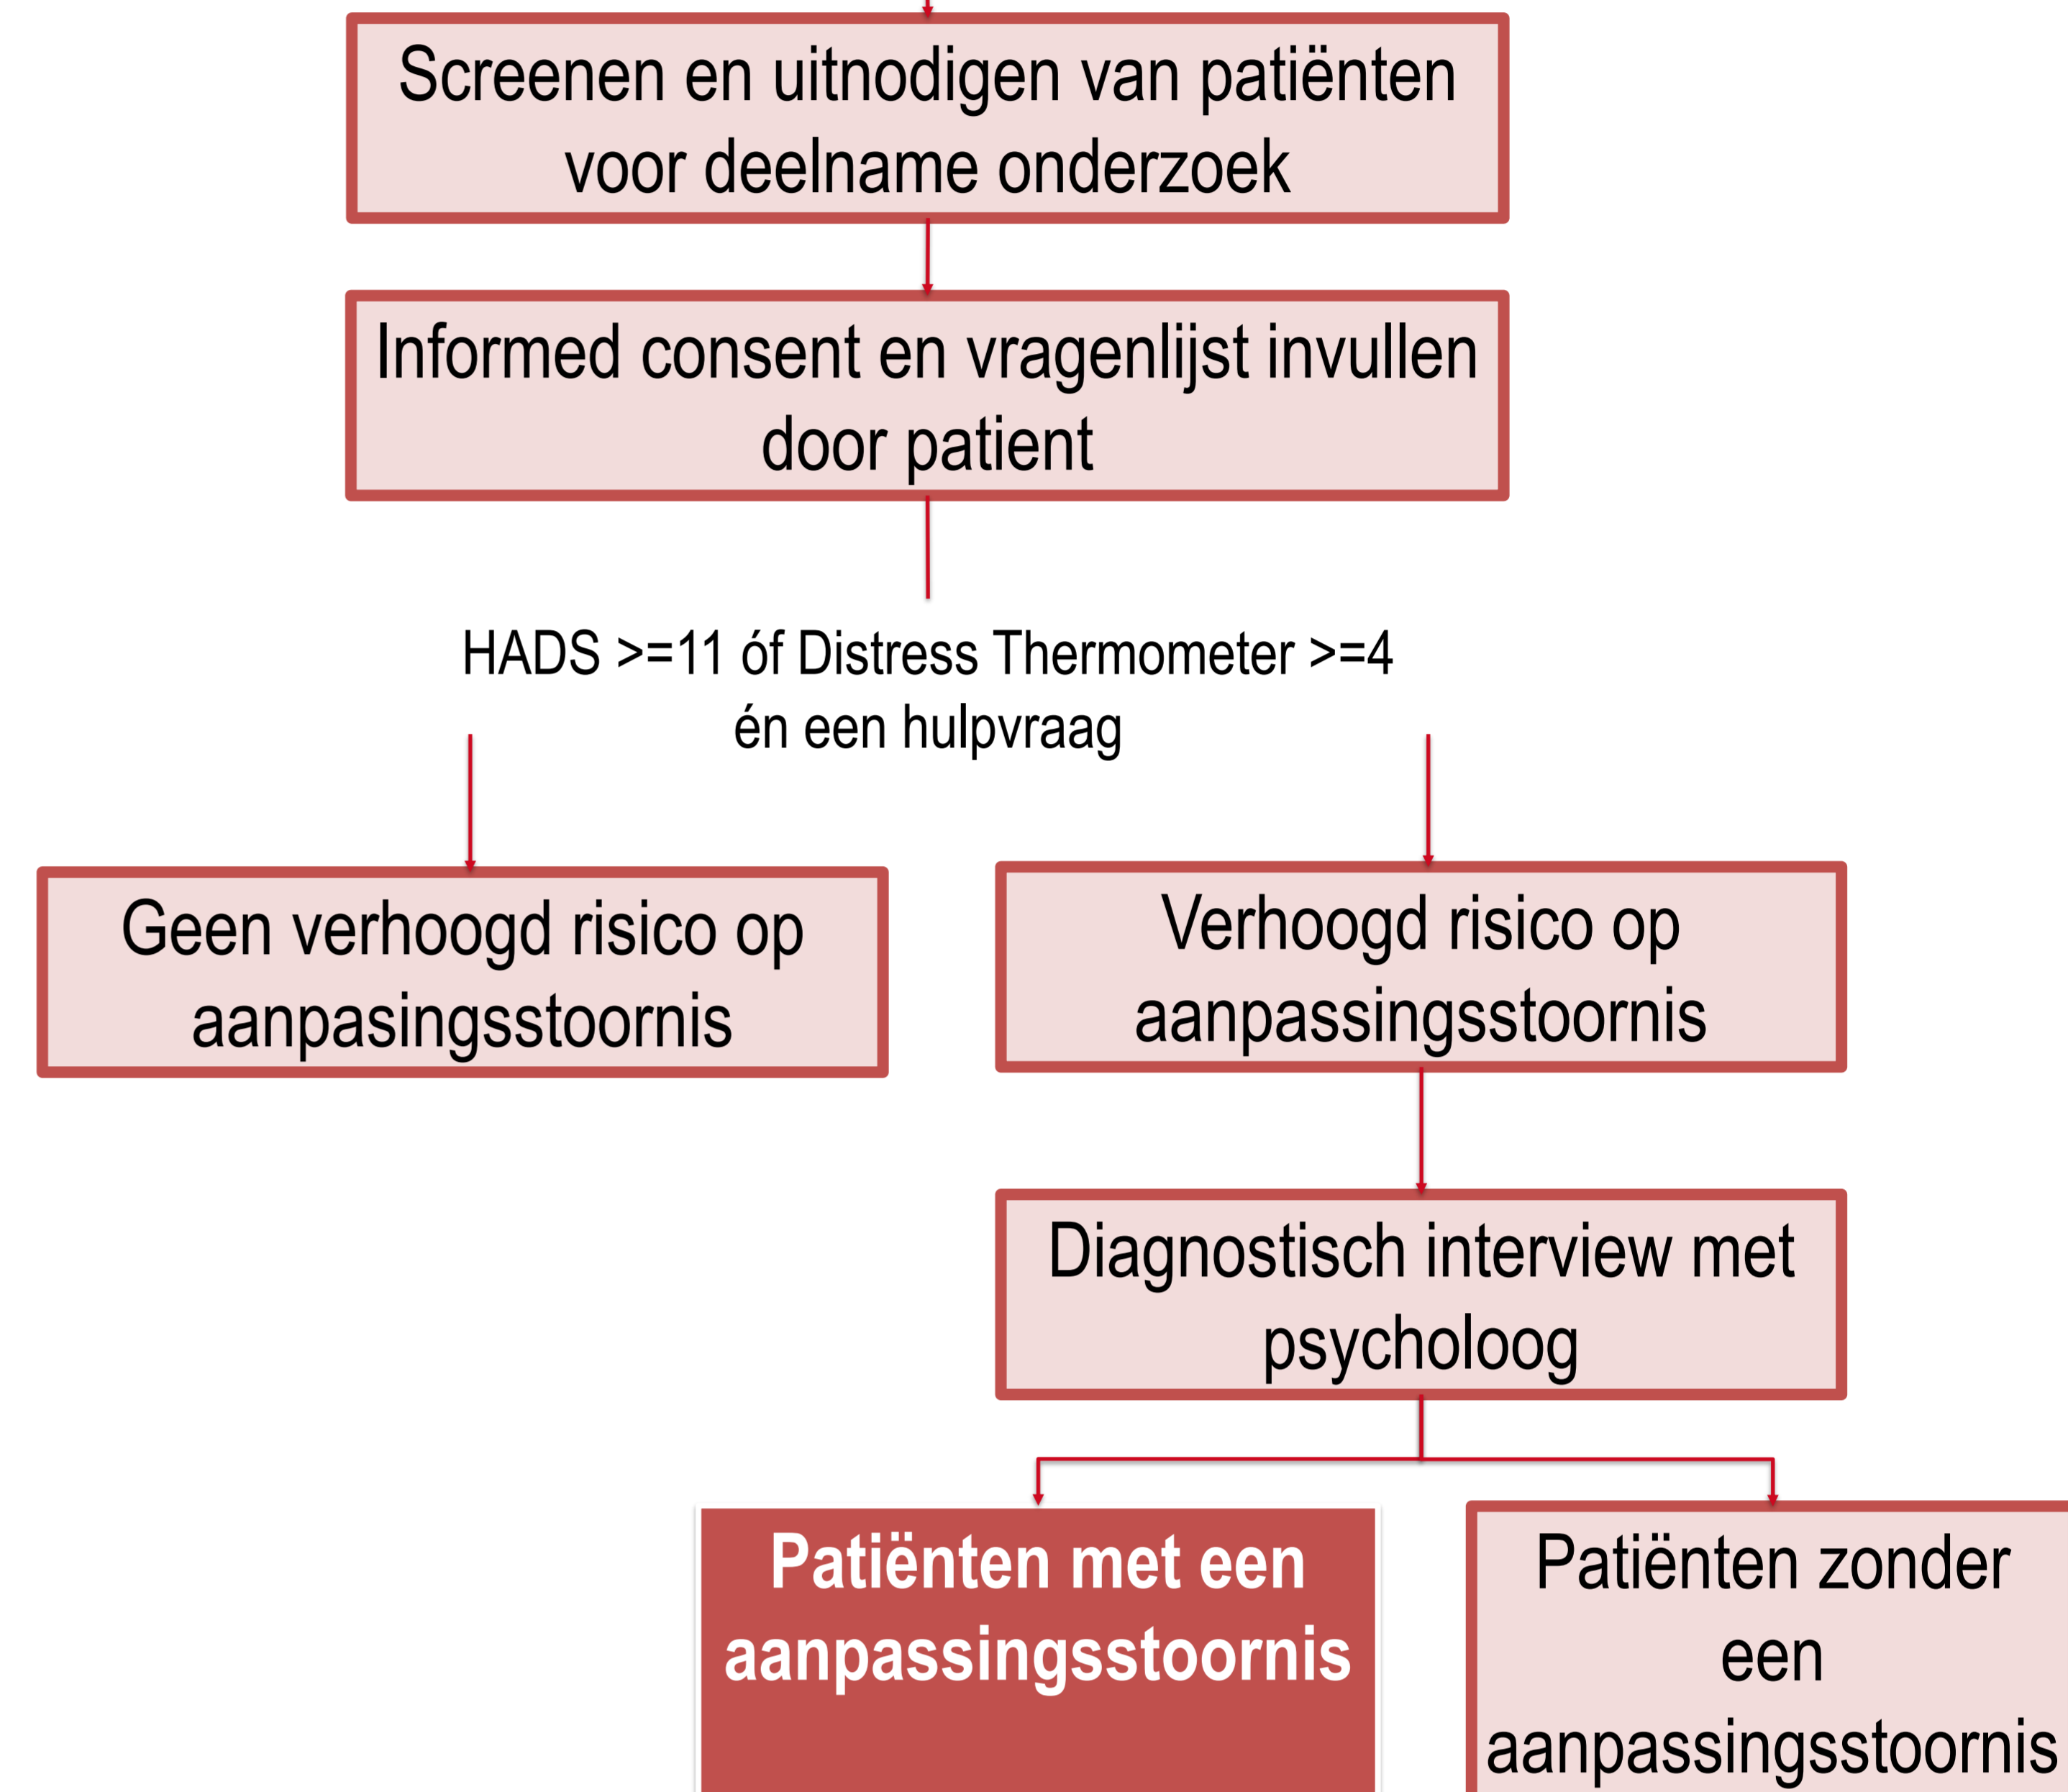 Screenen en uitnodigen van patiënten
voor deelname onderzoek
Informed consent en vragenlijst invullen
door patient
HADS >=11 óf Distress Thermometer >=4
én een hulpvraag
Geen verhoogd risico op
aanpasingsstoornis
Verhoogd risico op
aanpassingsstoornis
Diagnostisch interview met
psycholoog
Patiënten met een
aanpassingsstoornis
Patiënten zonder
een
aanpassingsstoornis